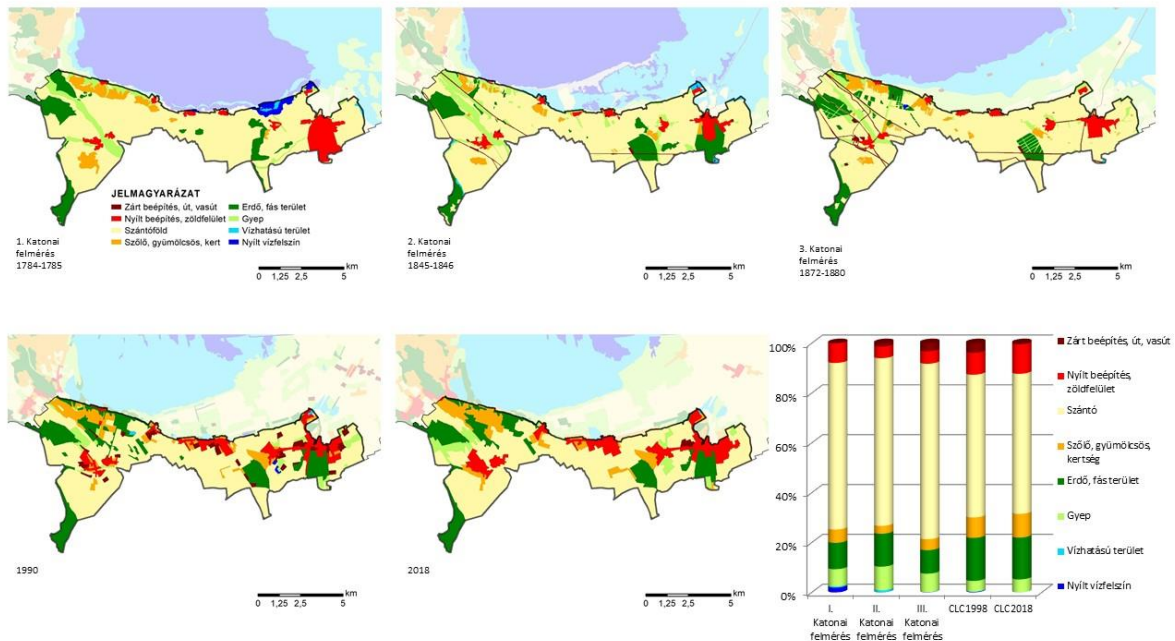 JELMAGYARÁZAT
Zárt beépítés, út, vasút
Nyílt beépítés, zöldfelület
Szántóföld
Szőlő, gyümölcsös, kert
Erdő, fás terület
Gyep
Vízhatású terület
Nyílt vízfelszín
1. Katonai
felmérés
1784-1785
km
0 1,25 2,5 5
2. Katonai
felmérés
1845-1846
km
0 1,25 2,5 5
3. Katonai
felmérés
1872-1880
km
0 1,25 2,5 5
1990
km
0 1,25 2,5 5
2018
km
0 1,25 2,5 5
100%
80%
60%
40%
20%
0%
I.
Katonai
felmérés
II.
Katonai
felmérés
III.
Katonai
felmérés
CLC1998
CLC2018
Zárt beépítés, út, vasút
Nyílt beépítés,
zöldfelület
Szántó
Szőlő, gyümölcsös,
kertség
Erdő, fás terület
Gyep
Vízhatású terület
Nyílt vízfelszín